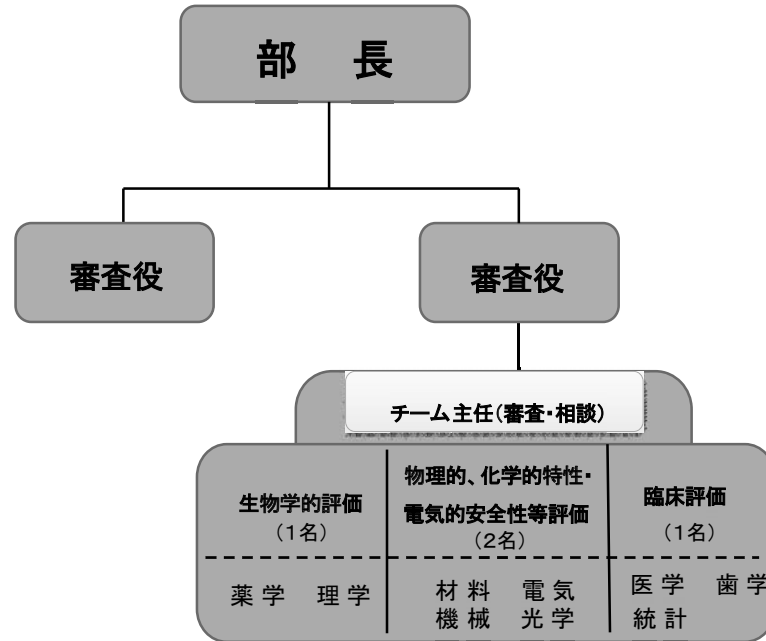 部　長
審査役
審査役
チーム主任(審査・相談)
生物学的評価
（1名）
物理的、化学的特性・
電気的安全性等評価
（2名）
臨床評価
（1名）
薬 学　理 学
材 料　電 気
機 械　光 学
医 学　歯 学
統 計